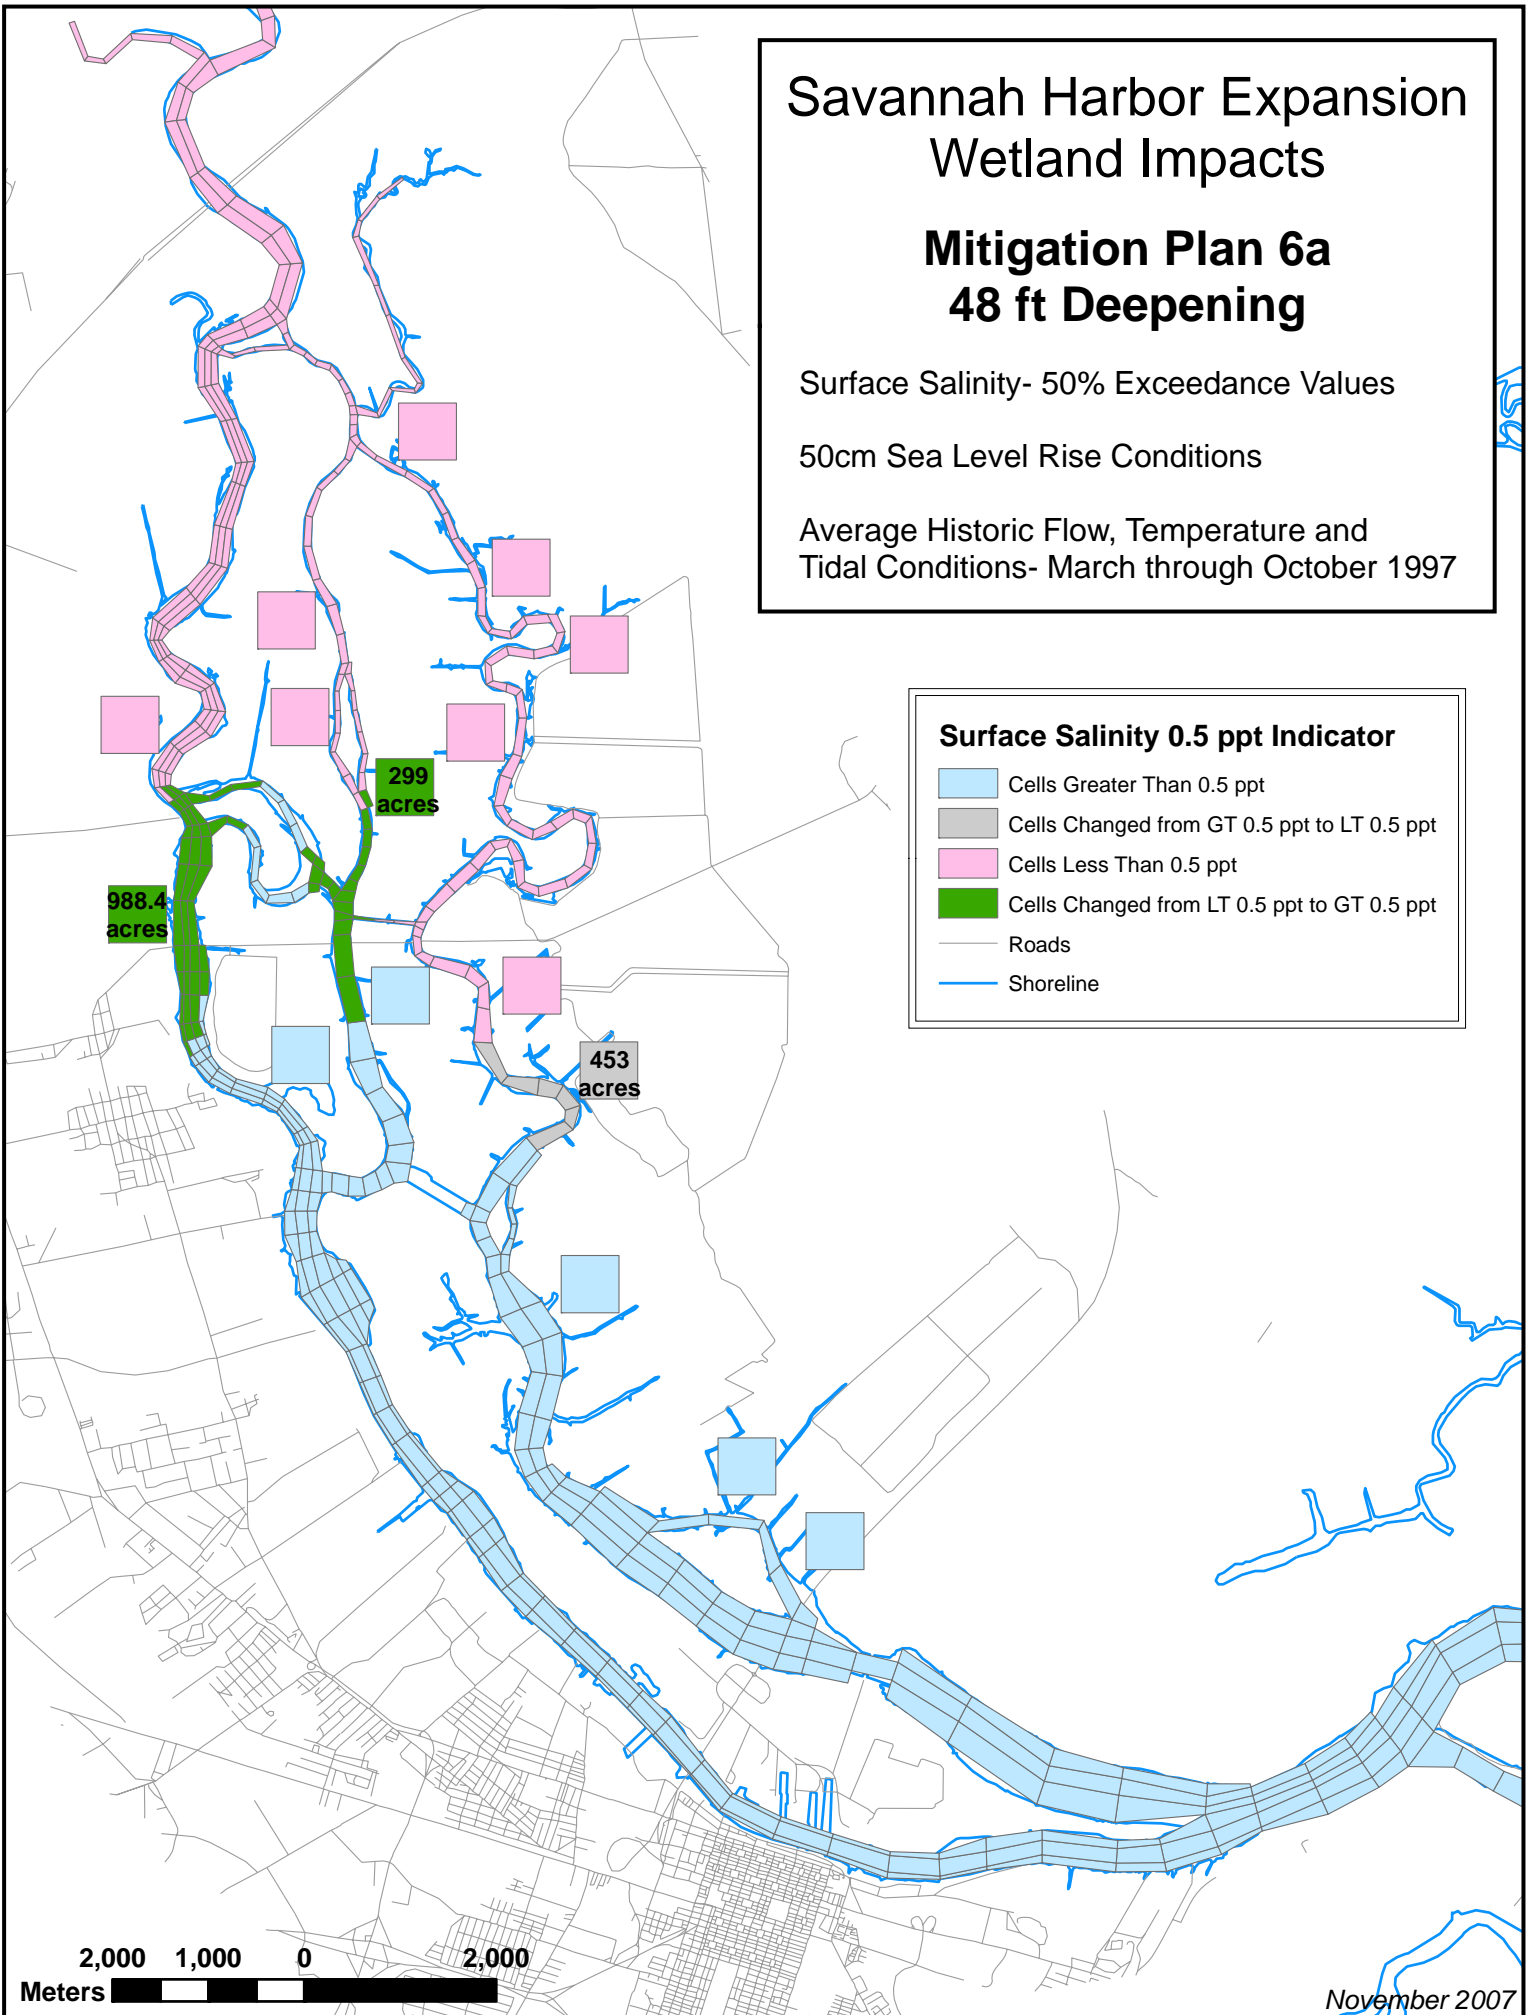 Savannah Harbor Expansion
Wetland Impacts
Mitigation Plan 6a
48 ft Deepening
Surface Salinity- 50% Exceedance Values
50cm Sea Level Rise Conditions
Average Historic Flow, Temperature and
Tidal Conditions- March through October 1997
Surface Salinity 0.5 ppt Indicator
Cells Greater Than 0.5 ppt
Cells Changed from GT 0.5 ppt to LT 0.5 ppt
Cells Less Than 0.5 ppt
Cells Changed from LT 0.5 ppt to GT 0.5 ppt
Roads
Shoreline
299
acres
988.4
acres
453
acres
2,000 1,000 0 2,000
Meters
November 2007